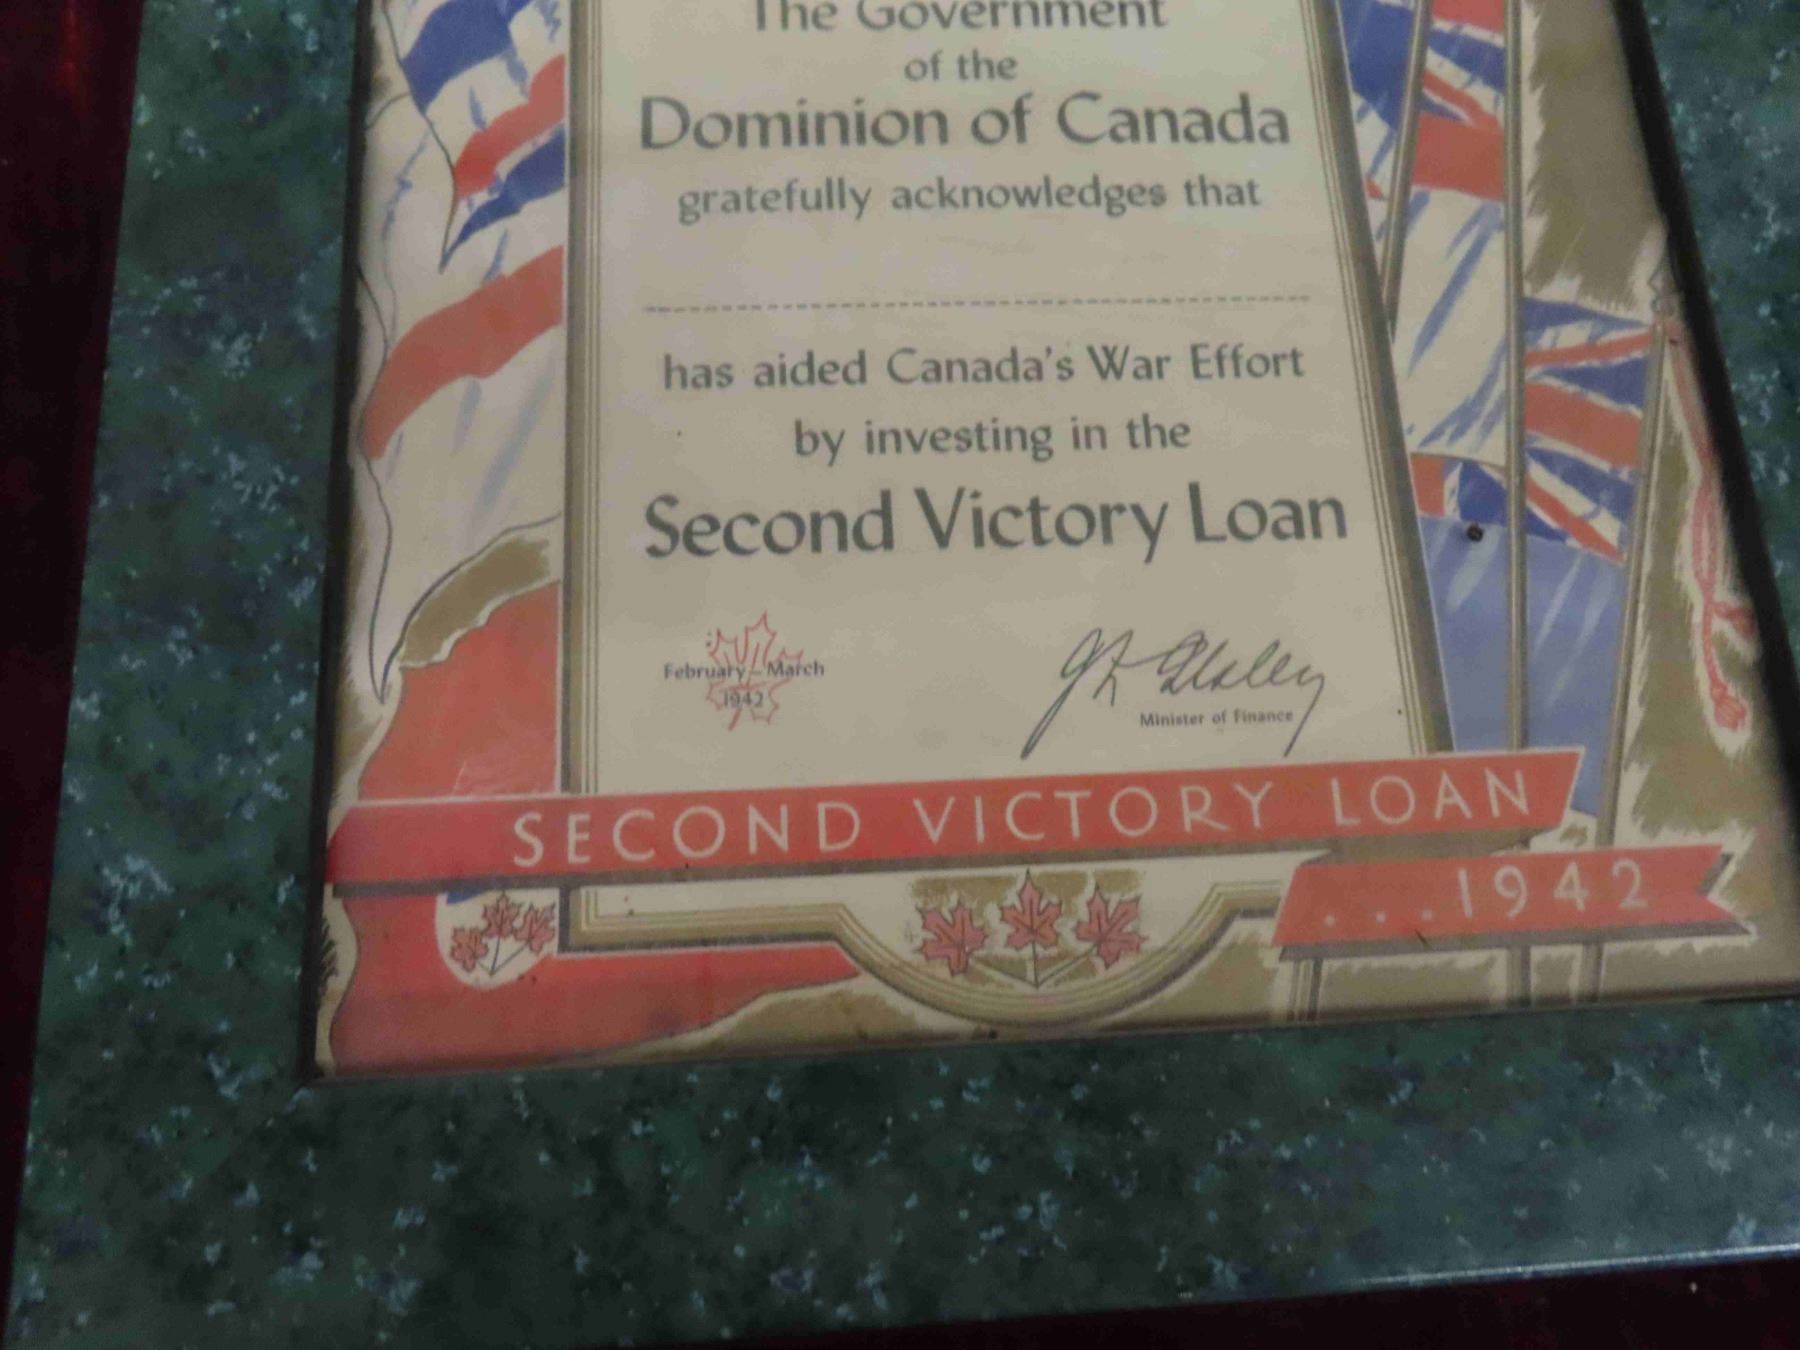 The Government
of the
Dominion of Canada
gratefully acknowledges that
has aided Canada's War Effort
by investing in the
Second Victory Loan
February - March
1942
Minister of Finance
SECOND VICTORY LOAN
...1942